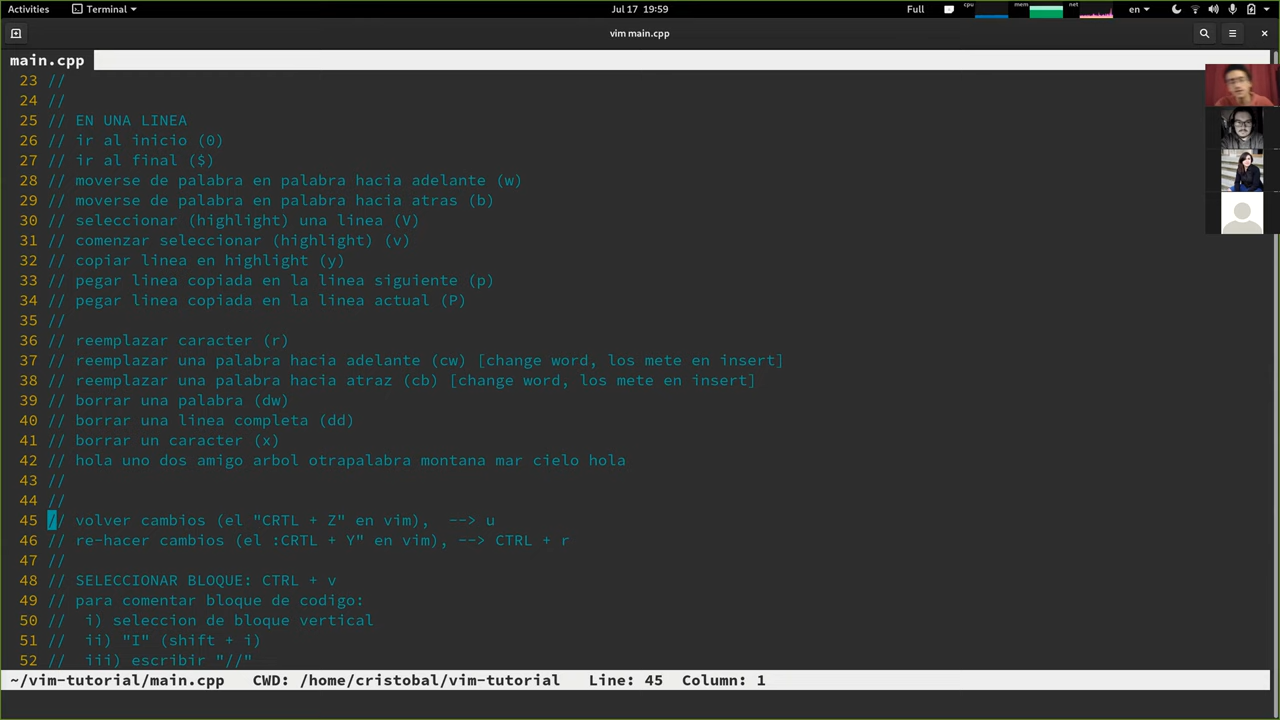 Activities Terminal Jul 17 19:59 Full cpu mem net en
vim main.cpp
main.cpp
23 //
24 //
25 // EN UNA LINEA
26 // ir al inicio (0)
27 // ir al final ($)
28 // moverse de palabra en palabra hacia adelante (w)
29 // moverse de palabra en palabra hacia atras (b)
30 // seleccionar (highlight) una linea (V)
31 // comenzar seleccionar (highlight) (v)
32 // copiar linea en highlight (y)
33 // pegar linea copiada en la linea siguiente (p)
34 // pegar linea copiada en la linea actual (P)
35 //
36 // reemplazar caracter (r)
37 // reemplazar una palabra hacia adelante (cw) [change word, los mete en insert]
38 // reemplazar una palabra hacia atraz (cb) [change word, los mete en insert]
39 // borrar una palabra (dw)
40 // borrar una linea completa (dd)
41 // borrar un caracter (x)
42 // hola uno dos amigo arbol otrapalabra montana mar cielo hola
43 //
44 //
45 // volver cambios (el "CRTL + Z" en vim),  --> u
46 // re-hacer cambios (el :CRTL + Y" en vim), --> CTRL + r
47 //
48 // SELECCIONAR BLOQUE: CTRL + v
49 // para comentar bloque de codigo:
50 //  i) seleccion de bloque vertical
51 //  ii) "I" (shift + i)
52 //  iii) escribir "//"
~/vim-tutorial/main.cpp   CWD: /home/cristobal/vim-tutorial   Line: 45  Column: 1